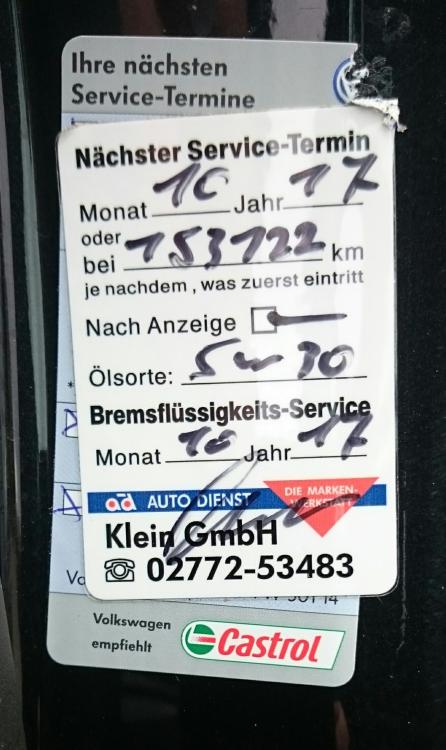 Ihre nächsten
Service-Termine
Nächster Service-Termin
Monat 10 Jahr 17
oder
bei 153122 km
je nachdem, was zuerst eintritt
Nach Anzeige
Ölsorte: 5w30
Bremsflüssigkeits-Service
Monat 10 Jahr 17
ad AUTO DIENST
DIE MARKEN-
WERKSTATT
Klein GmbH
02772-53483
Volkswagen
empfiehlt
Castrol